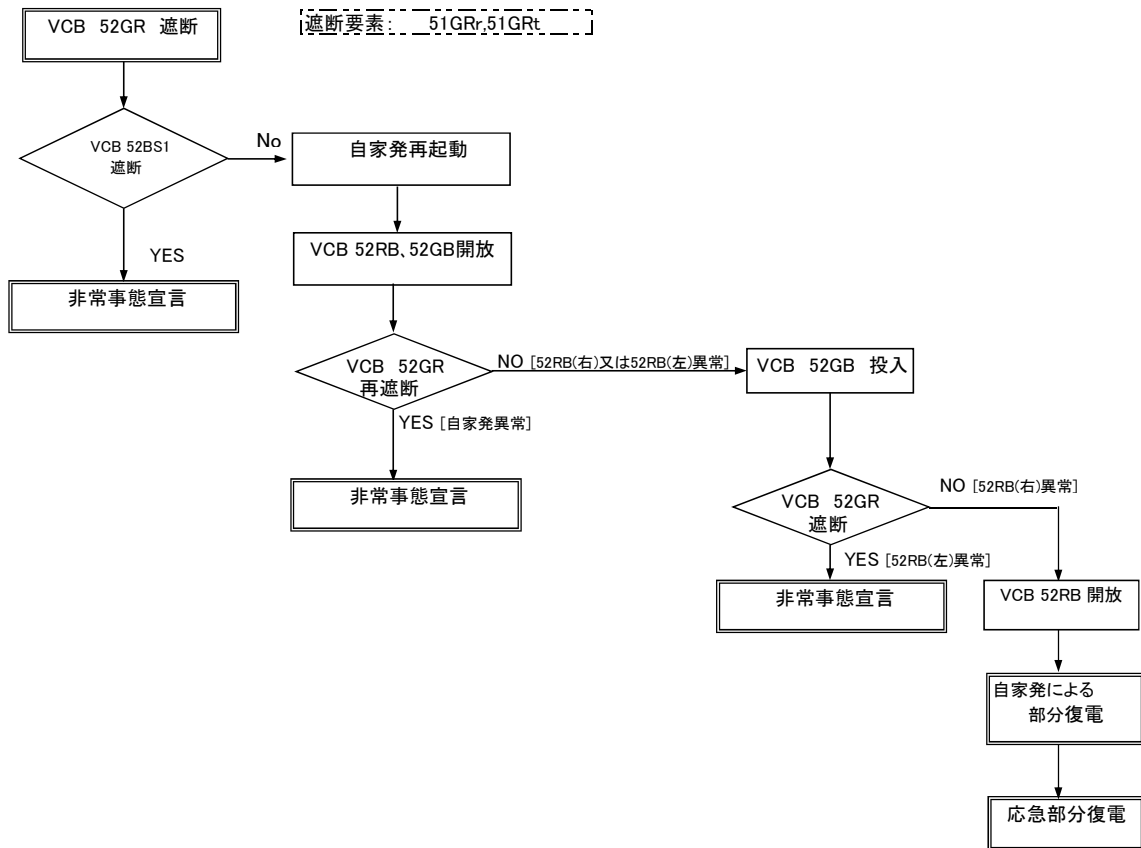 VCB 52GR 遮断
遮断要素: 51GRr,51GRt
VCB 52BS1
遮断
No
自家発再起動
YES
VCB 52RB、52GB開放
非常事態宣言
VCB 52GR
再遮断
NO [52RB(右)又は52RB(左)異常]
VCB 52GB 投入
YES [自家発異常]
非常事態宣言
VCB 52GR
遮断
NO [52RB(右)異常]
YES [52RB(左)異常]
非常事態宣言
VCB 52RB 開放
自家発による
部分復電
応急部分復電